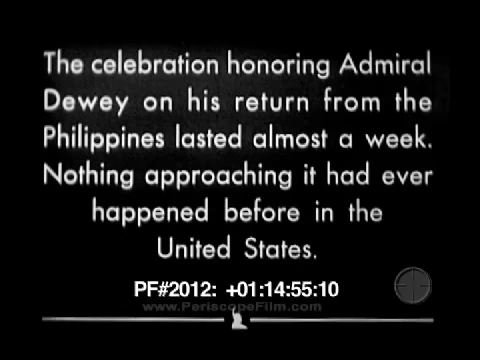 The celebration honoring Admiral
Dewey on his return from the
Philippines lasted almost a week.
Nothing approaching it had ever
happened before in the
United States.
PF#2012: +01:14:55:10
www.PeriscopeFilm.com